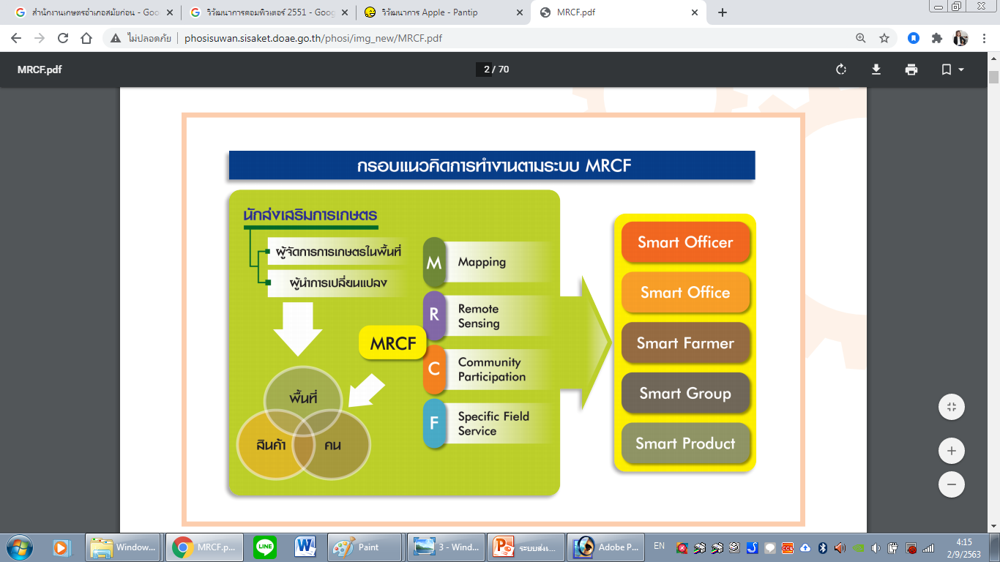 สำนักงานเกษตรอำเภอสมัยก่อน - Goo
วิวัฒนาการคอมพิวเตอร์ 2551 - Goog
วิวัฒนาการ Apple - Pantip
MRCF.pdf
ไม่ปลอดภัย
phosisuwan.sisaket.doae.go.th/phosi/img_new/MRCF.pdf
MRCF.pdf
2 / 70
กรอบแนวคิดการทำงานตามระบบ MRCF
นักส่งเสริมการเกษตร
ผู้จัดการการเกษตรในพื้นที่
ผู้นำการเปลี่ยนแปลง
MRCF
M
Mapping
R
Remote
Sensing
C
Community
Participation
F
Specific Field
Service
พื้นที่
สินค้า
คน
Smart Officer
Smart Office
Smart Farmer
Smart Group
Smart Product
Window...
MRCF.p...
LINE
Paint
3 - Wind...
ระบบส่งเ...
Adobe P...
EN
4:15
2/9/2563